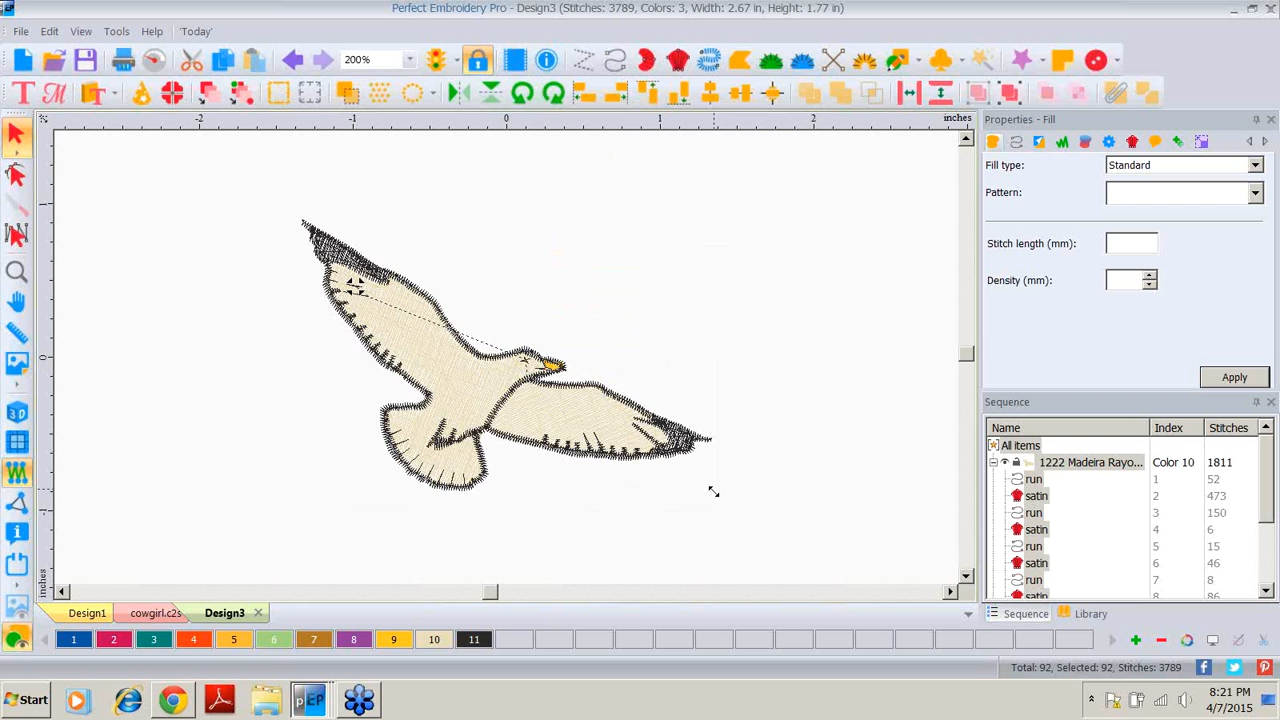 Perfect Embroidery Pro - Design3 (Stitches: 3789, Colors: 3, Width: 2.67 in, Height: 1.77 in)
File Edit View Tools Help 'Today'
200%
-2 -1 0 1 2 inches
Properties - Fill
Fill type: Standard
Pattern:
Stitch length (mm):
Density (mm):
Apply
Sequence
Name Index Stitches
All items
1222 Madeira Rayo... Color 10 1811
run 1 52
satin 2 473
run 3 150
satin 4 6
run 5 15
satin 6 46
run 7 8
satin 8 86
0
inches
Design1 cowgirl.c2s Design3
Sequence Library
1 2 3 4 5 6 7 8 9 10 11
Total: 92, Selected: 92, Stitches: 3789
Start
8:21 PM
4/7/2015